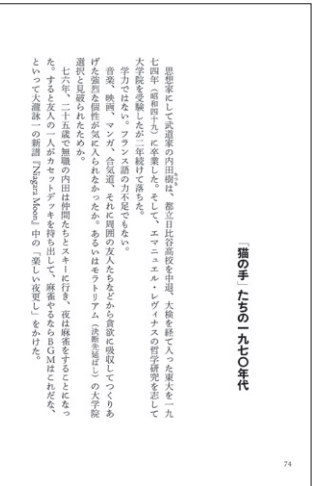 「猫の手」たちの一九七〇年代
思想家にして武道家の内田樹は、都立日比谷高校を中退、大検を経て入った東大を一九
七四年（昭和四十九）に卒業した。そして、エマニュエル・レヴィナスの哲学研究を志して
大学院を受験したが二年続けて落ちた。
学力ではない。フランス語の力不足でもない。
音楽、映画、マンガ、合気道、それに周囲の友人たちなどから貪欲に吸収してつくりあ
げた強烈な個性が気に入られなかったか。あるいはモラトリアム（決断先延ばし）の大学院
選択と見破られたためか。
七六年、二十五歳で無職の内田は仲間たちとスキーに行き、夜は麻雀をすることになっ
た。すると友人の一人がカセットデッキを持ち出して、麻雀やるならBGMはこれだな、
といって大瀧詠一の新譜『Niagara Moon』中の「楽しい夜更し」をかけた。
74